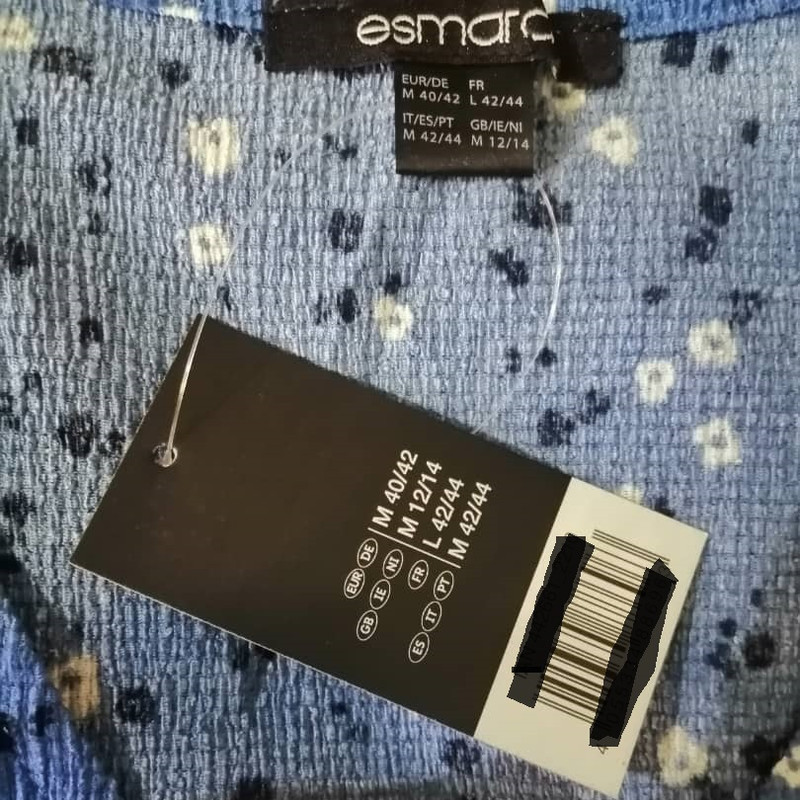 esmara
EUR/DE FR
M 40/42 L 42/44
IT/ES/PT GB/IE/NI
M 42/44 M 12/14
EUR DE M 40/42
GB IE NI M 12/14
FR L 42/44
ES IT PT M 42/44